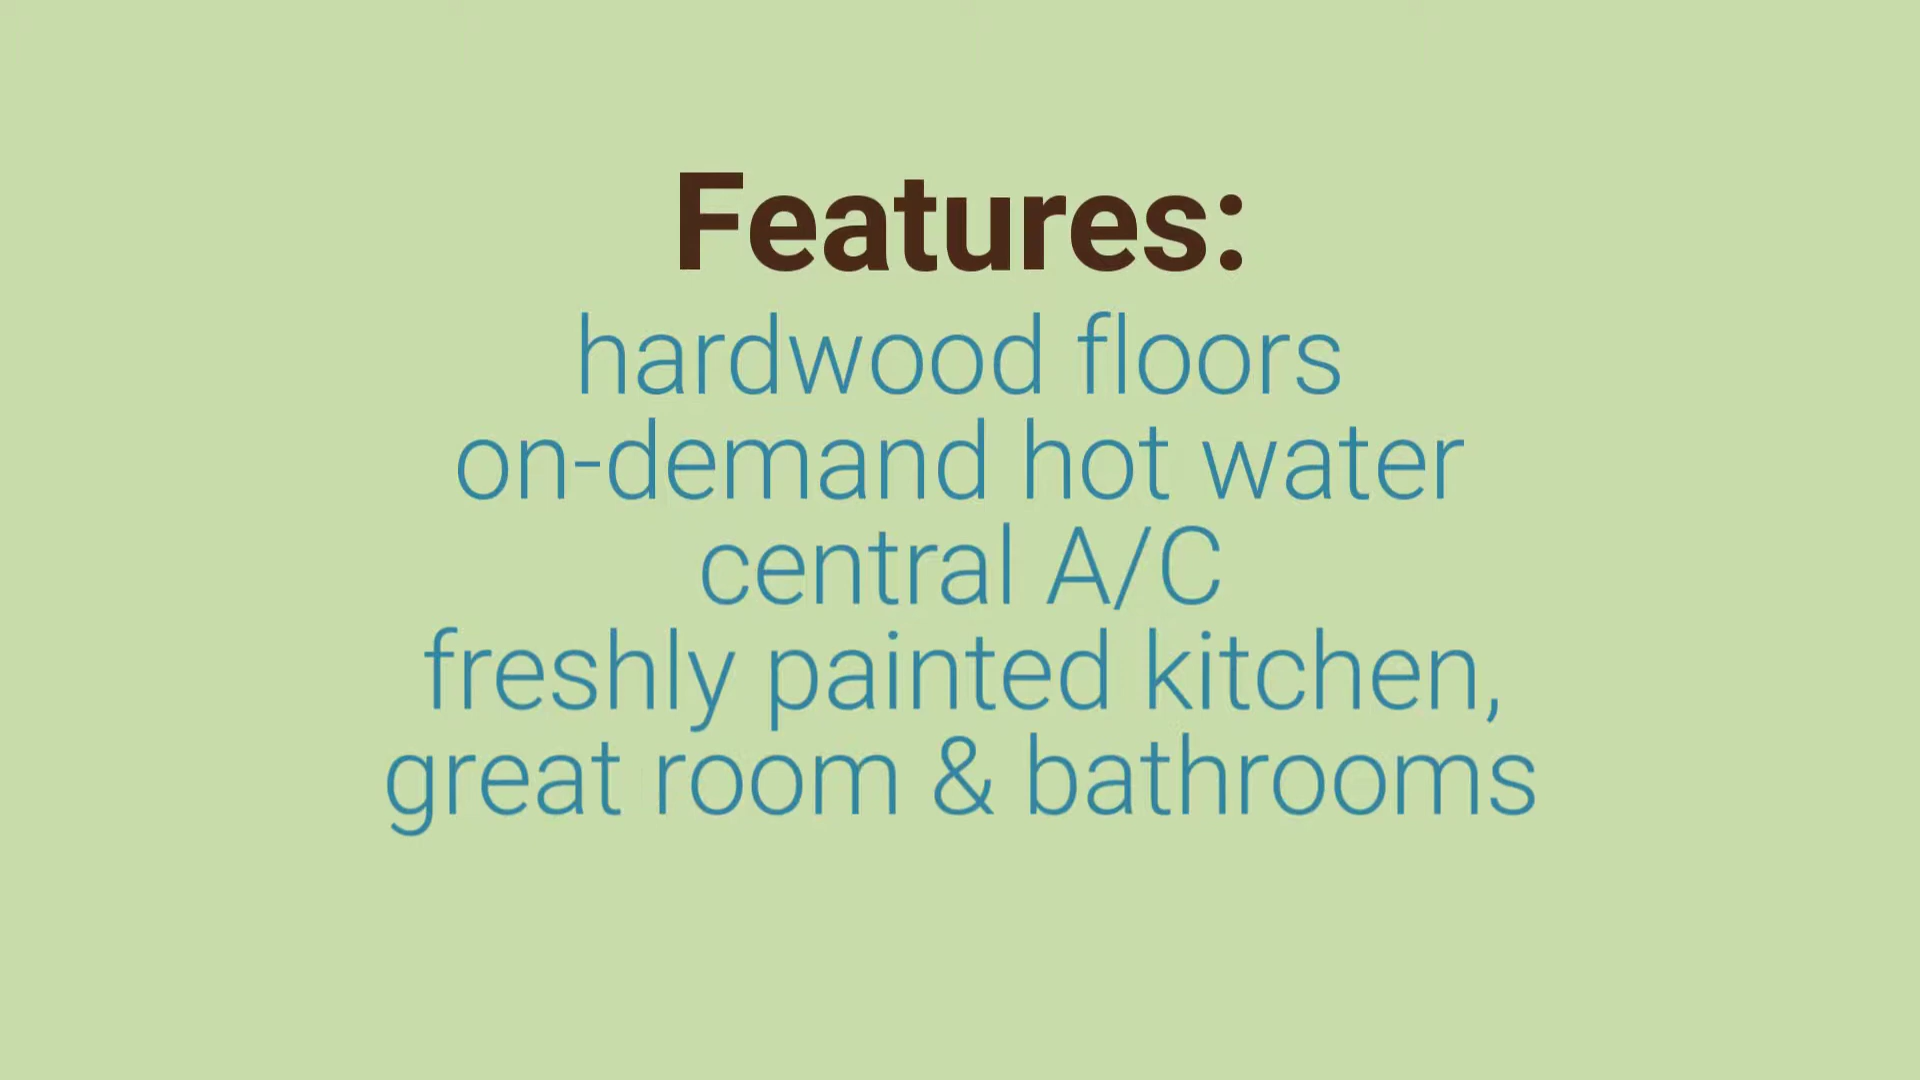 Features:
hardwood floors
on-demand hot water
central A/C
freshly painted kitchen,
great room & bathrooms